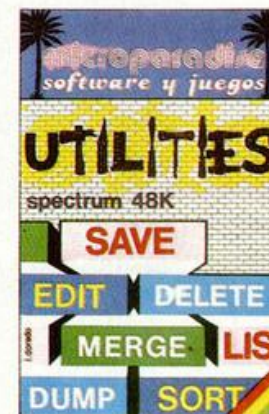 microparadise
software y juegos
UTILITIES
spectrum 48K
SAVE
EDIT DELETE
MERGE LIS
DUMP SORT